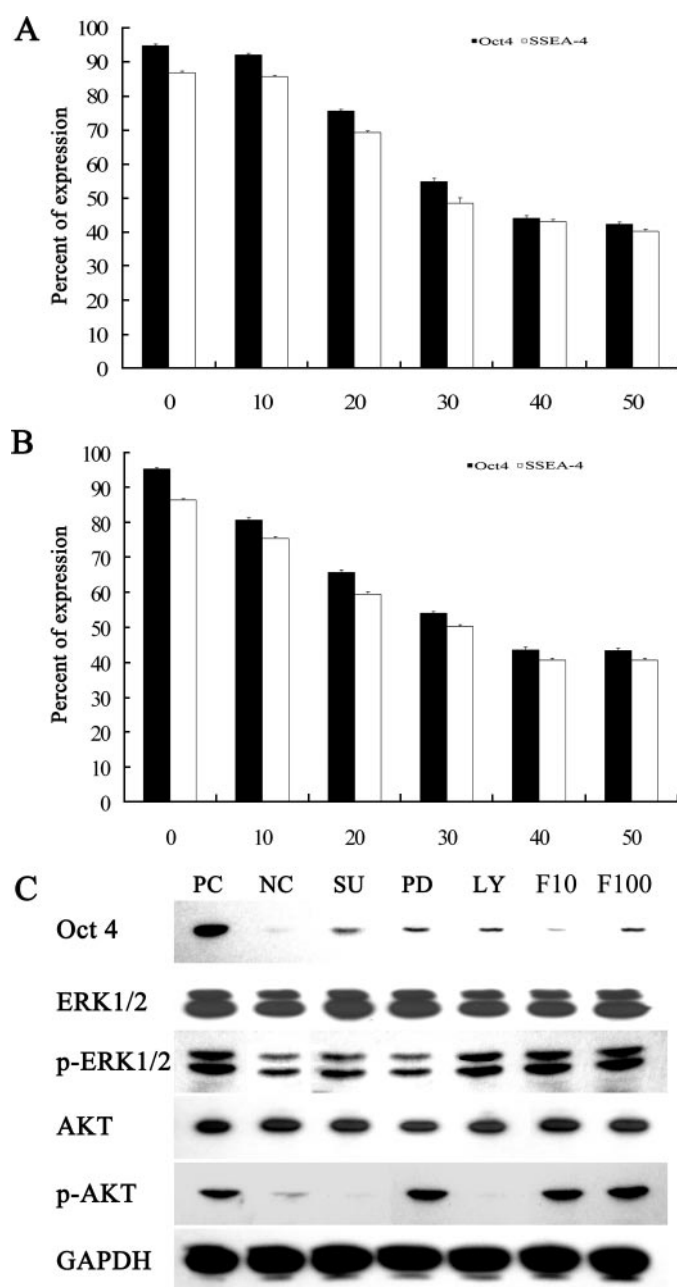 A
Oct4 SSEA-4
Percent of expression
100
90
80
70
60
50
40
30
20
10
0
0 10 20 30 40 50
B
Oct4 SSEA-4
Percent of expression
100
90
80
70
60
50
40
30
20
10
0
0 10 20 30 40 50
C
PC NC SU PD LY F10 F100
Oct 4
ERK1/2
p-ERK1/2
AKT
p-AKT
GAPDH